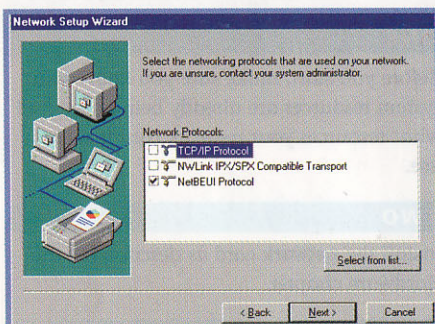 Network Setup Wizard
Select the networking protocols that are used on your network.
If you are unsure, contact your system administrator.
Network Protocols:
TCP/IP Protocol
NWLink IPX/SPX Compatible Transport
NetBEUI Protocol
Select from list...
< Back
Next >
Cancel